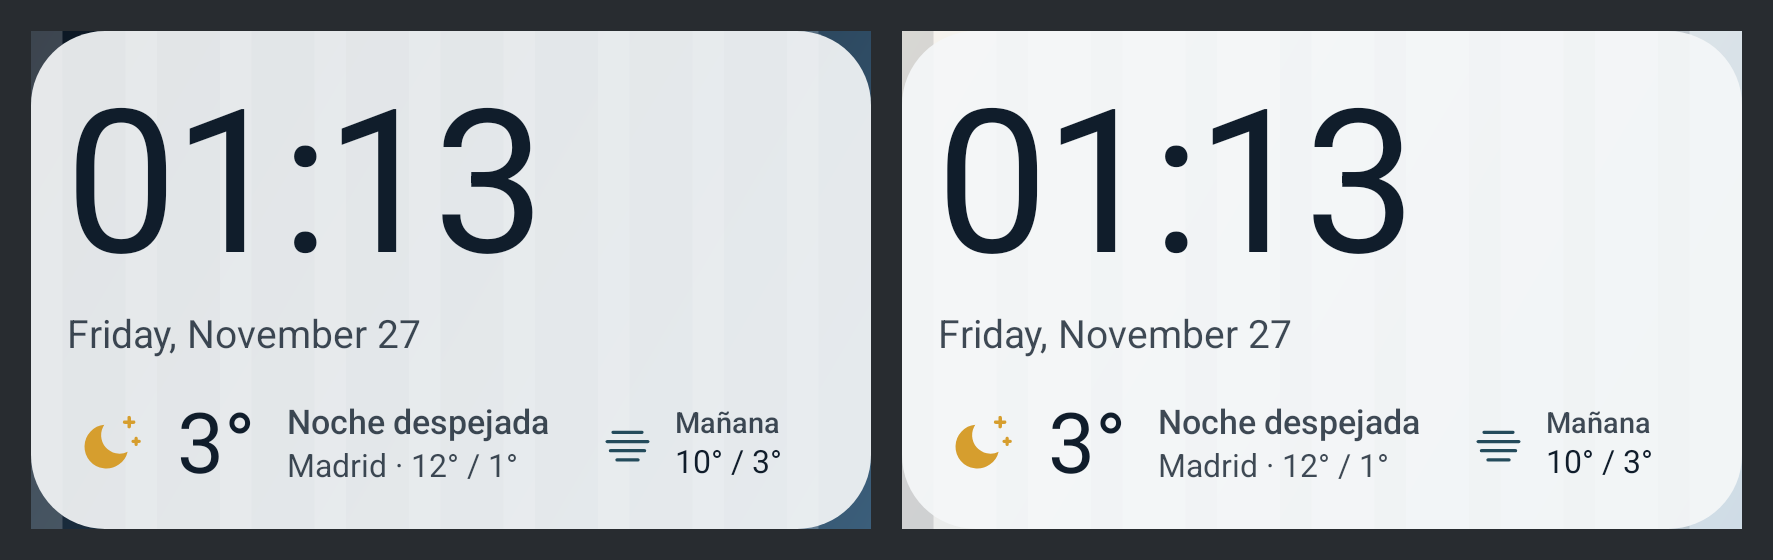 01:13
Friday, November 27
3°
Noche despejada
Madrid · 12° / 1°
Mañana
10° / 3°
01:13
Friday, November 27
3°
Noche despejada
Madrid · 12° / 1°
Mañana
10° / 3°